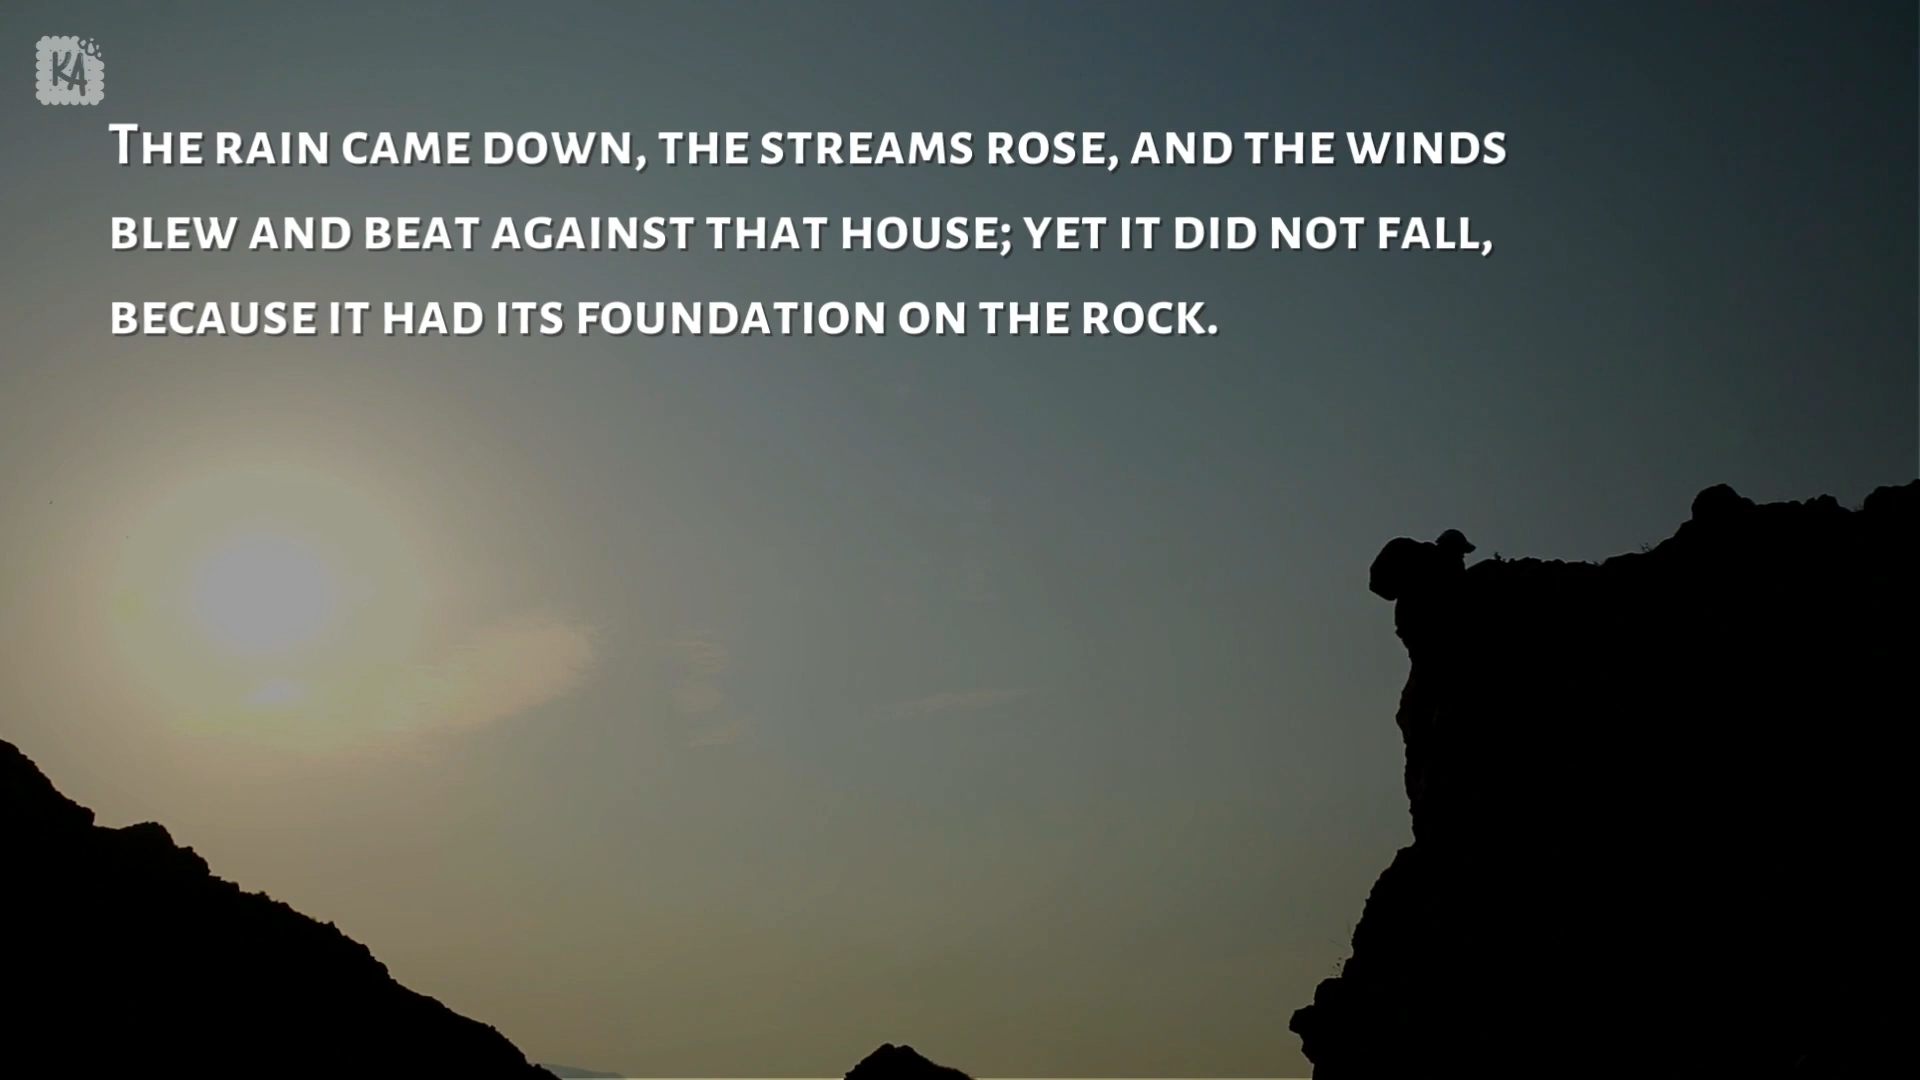 KA
The rain came down, the streams rose, and the winds
blew and beat against that house; yet it did not fall,
because it had its foundation on the rock.